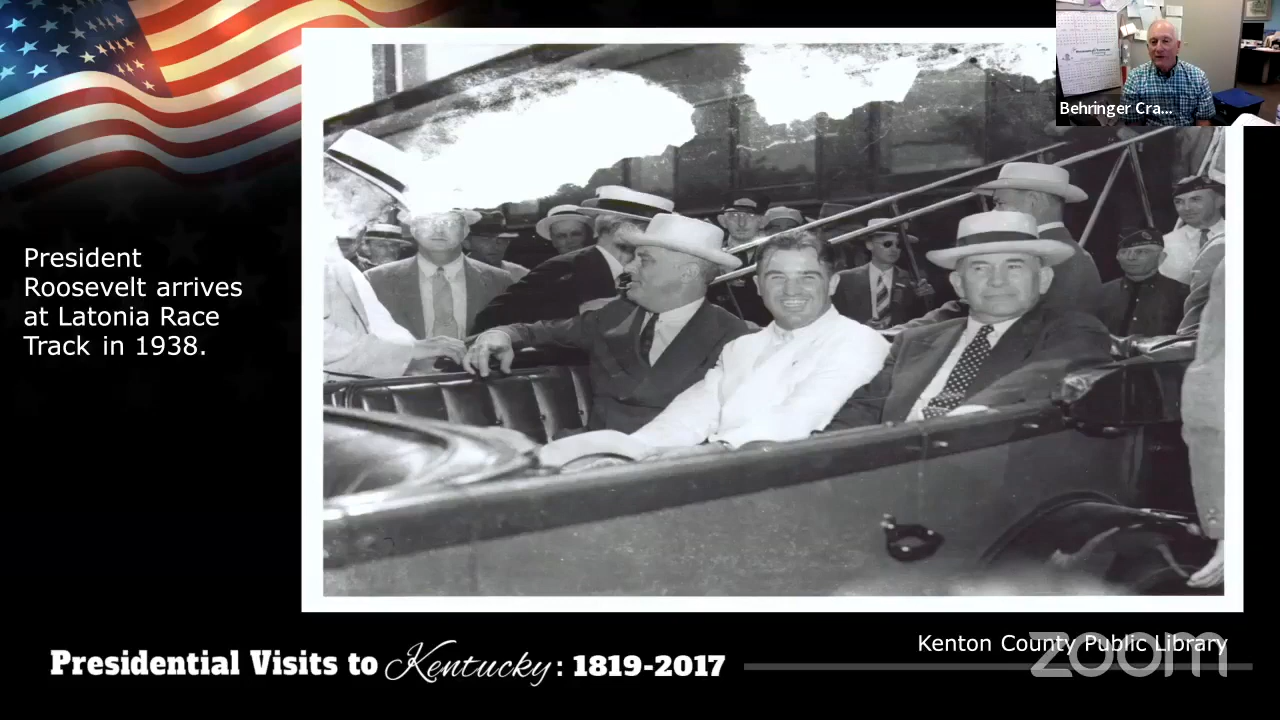 Behringer Cra...
President
Roosevelt arrives
at Latonia Race
Track in 1938.
Kenton County Public Library
zoom
Presidential Visits to Kentucky: 1819-2017